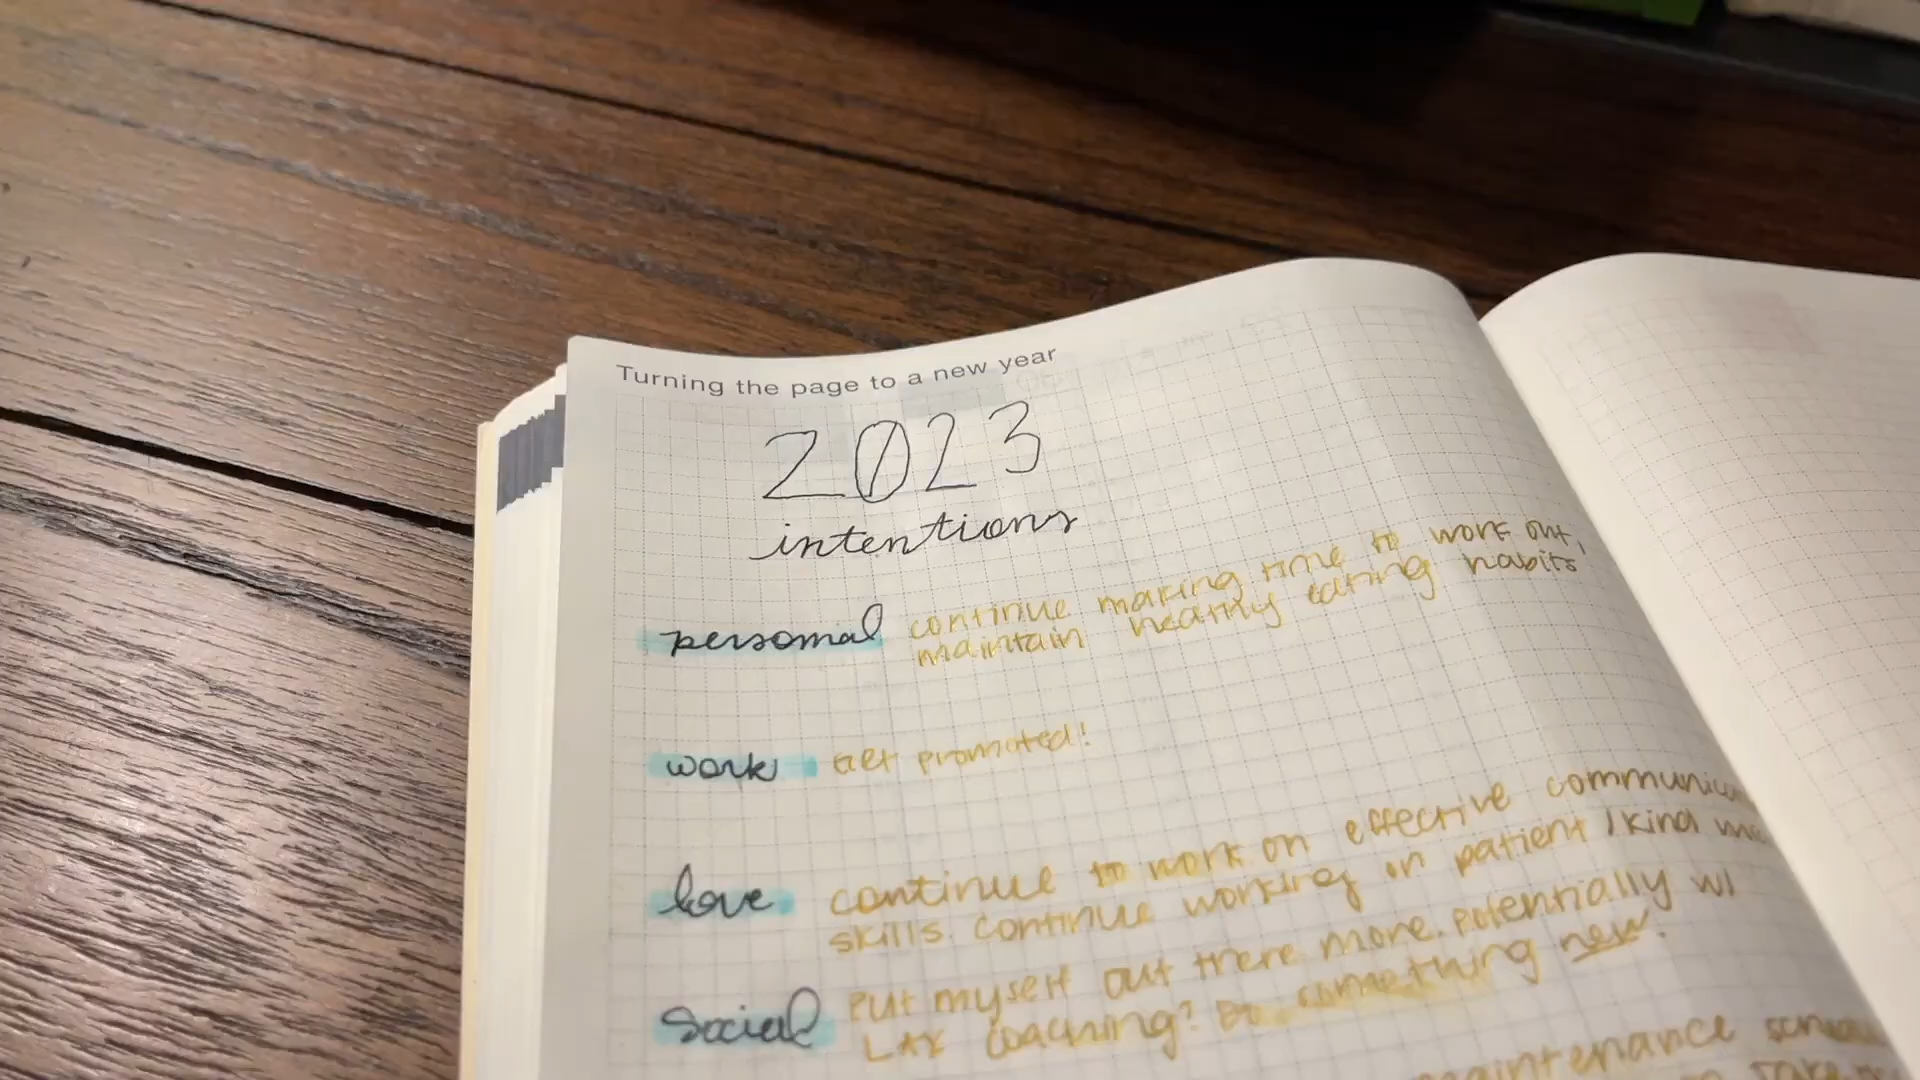 Turning the page to a new year
2023
intentions
personal continue making time to work out,
maintain healthy eating habits
work Get promoted!
love continue to work on effective
skills. continue working on patient / kind
social Put myself out there more. potentially w/
LAX coaching? Do something new.
maintenance